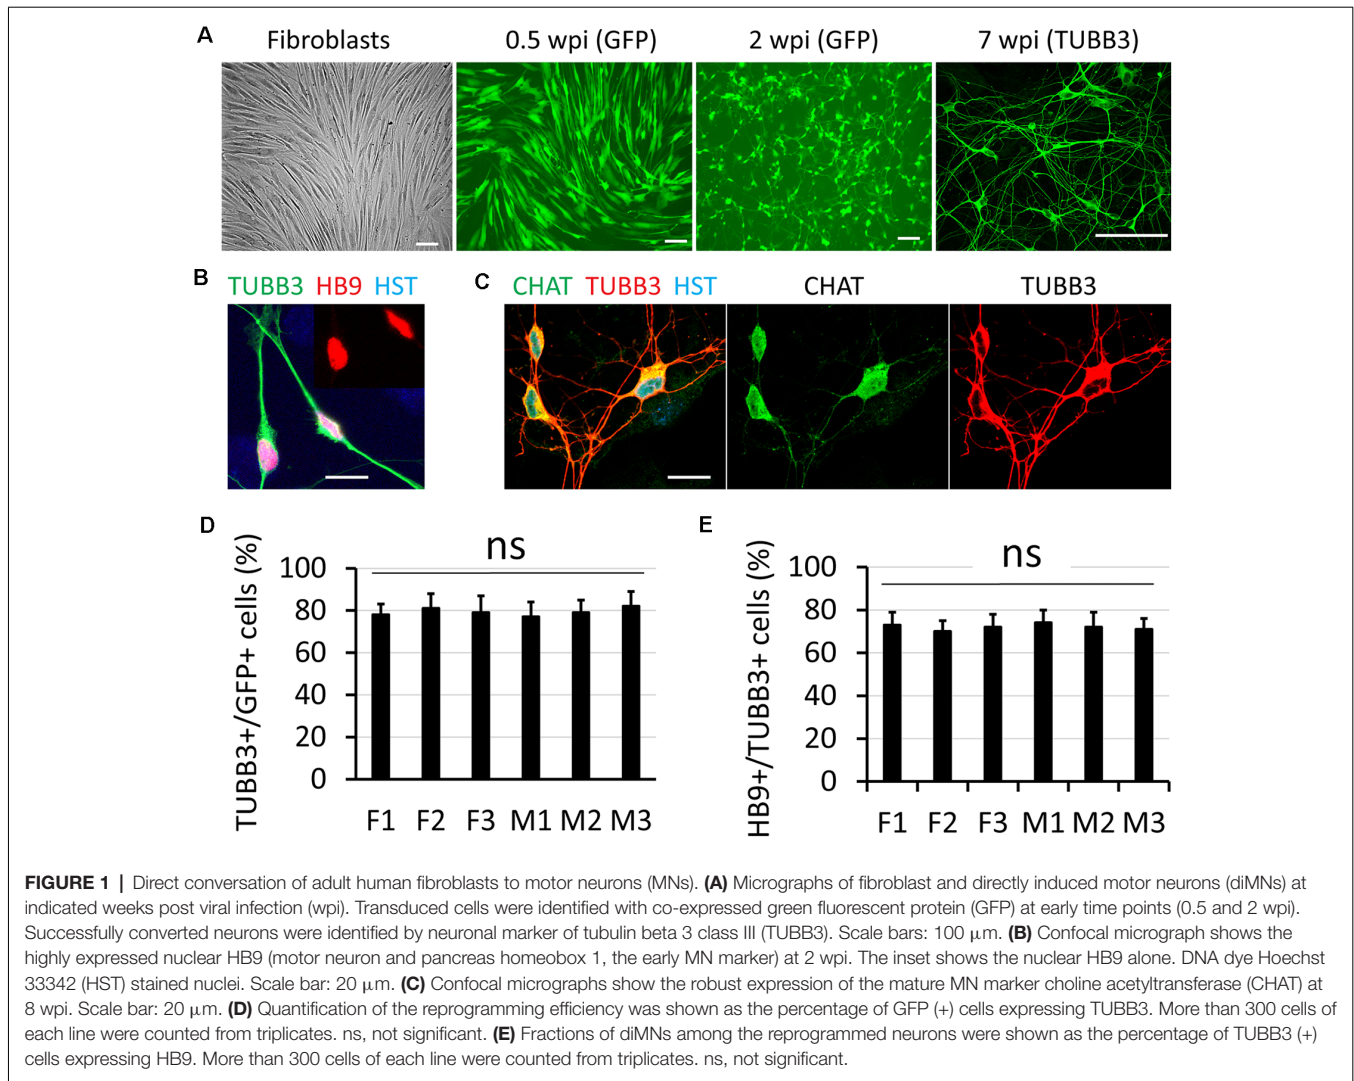 A
Fibroblasts
0.5 wpi (GFP)
2 wpi (GFP)
7 wpi (TUBB3)
B
TUBB3 HB9 HST
C
CHAT TUBB3 HST
CHAT
TUBB3
D
TUBB3+/GFP+ cells (%)
ns
100
80
60
40
20
0
F1 F2 F3 M1 M2 M3
E
HB9+/TUBB3+ cells (%)
ns
100
80
60
40
20
0
F1 F2 F3 M1 M2 M3
FIGURE 1 | Direct conversation of adult human fibroblasts to motor neurons (MNs). (A) Micrographs of fibroblast and directly induced motor neurons (diMNs) at
indicated weeks post viral infection (wpi). Transduced cells were identified with co-expressed green fluorescent protein (GFP) at early time points (0.5 and 2 wpi).
Successfully converted neurons were identified by neuronal marker of tubulin beta 3 class III (TUBB3). Scale bars: 100 μm. (B) Confocal micrograph shows the
highly expressed nuclear HB9 (motor neuron and pancreas homeobox 1, the early MN marker) at 2 wpi. The inset shows the nuclear HB9 alone. DNA dye Hoechst
33342 (HST) stained nuclei. Scale bar: 20 μm. (C) Confocal micrographs show the robust expression of the mature MN marker choline acetyltransferase (CHAT) at
8 wpi. Scale bar: 20 μm. (D) Quantification of the reprogramming efficiency was shown as the percentage of GFP (+) cells expressing TUBB3. More than 300 cells of
each line were counted from triplicates. ns, not significant. (E) Fractions of diMNs among the reprogrammed neurons were shown as the percentage of TUBB3 (+)
cells expressing HB9. More than 300 cells of each line were counted from triplicates. ns, not significant.